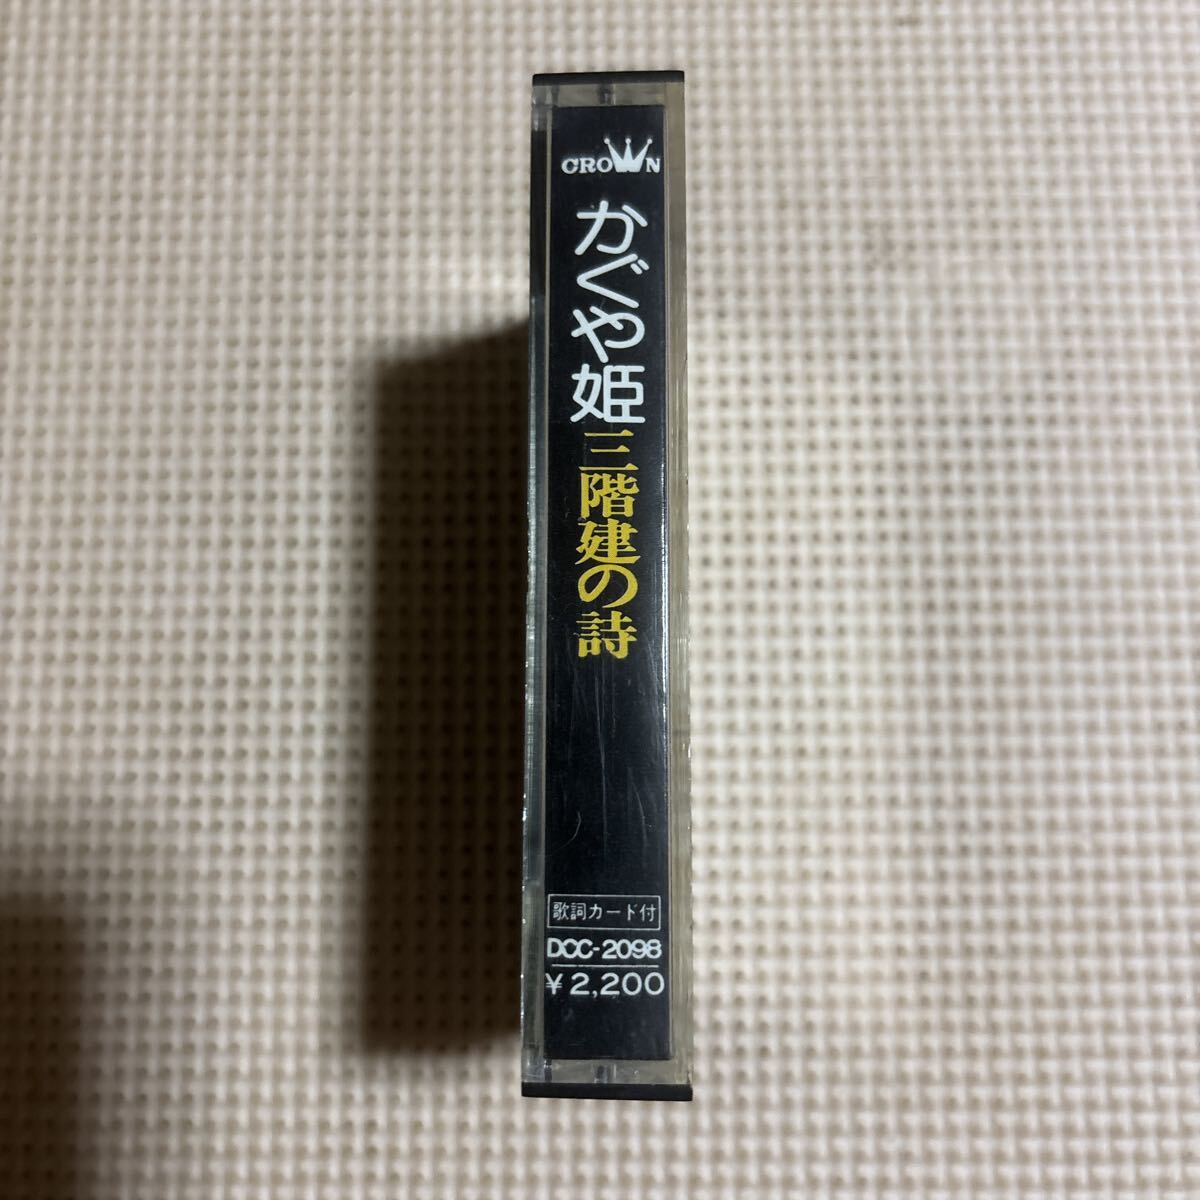 CROWN
かぐや姫
三階建の詩
歌詞カード付
DCC-2098
¥2,200